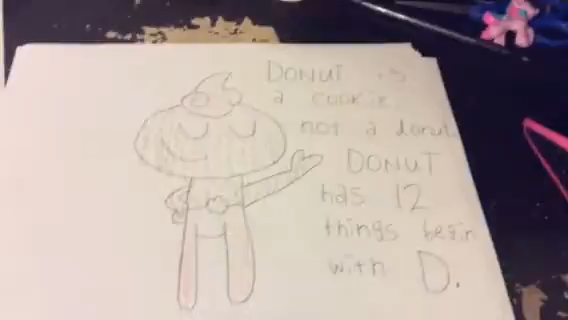 DONUT is
a cookie
not a donut
DONUT
has 12
things begin
with D.